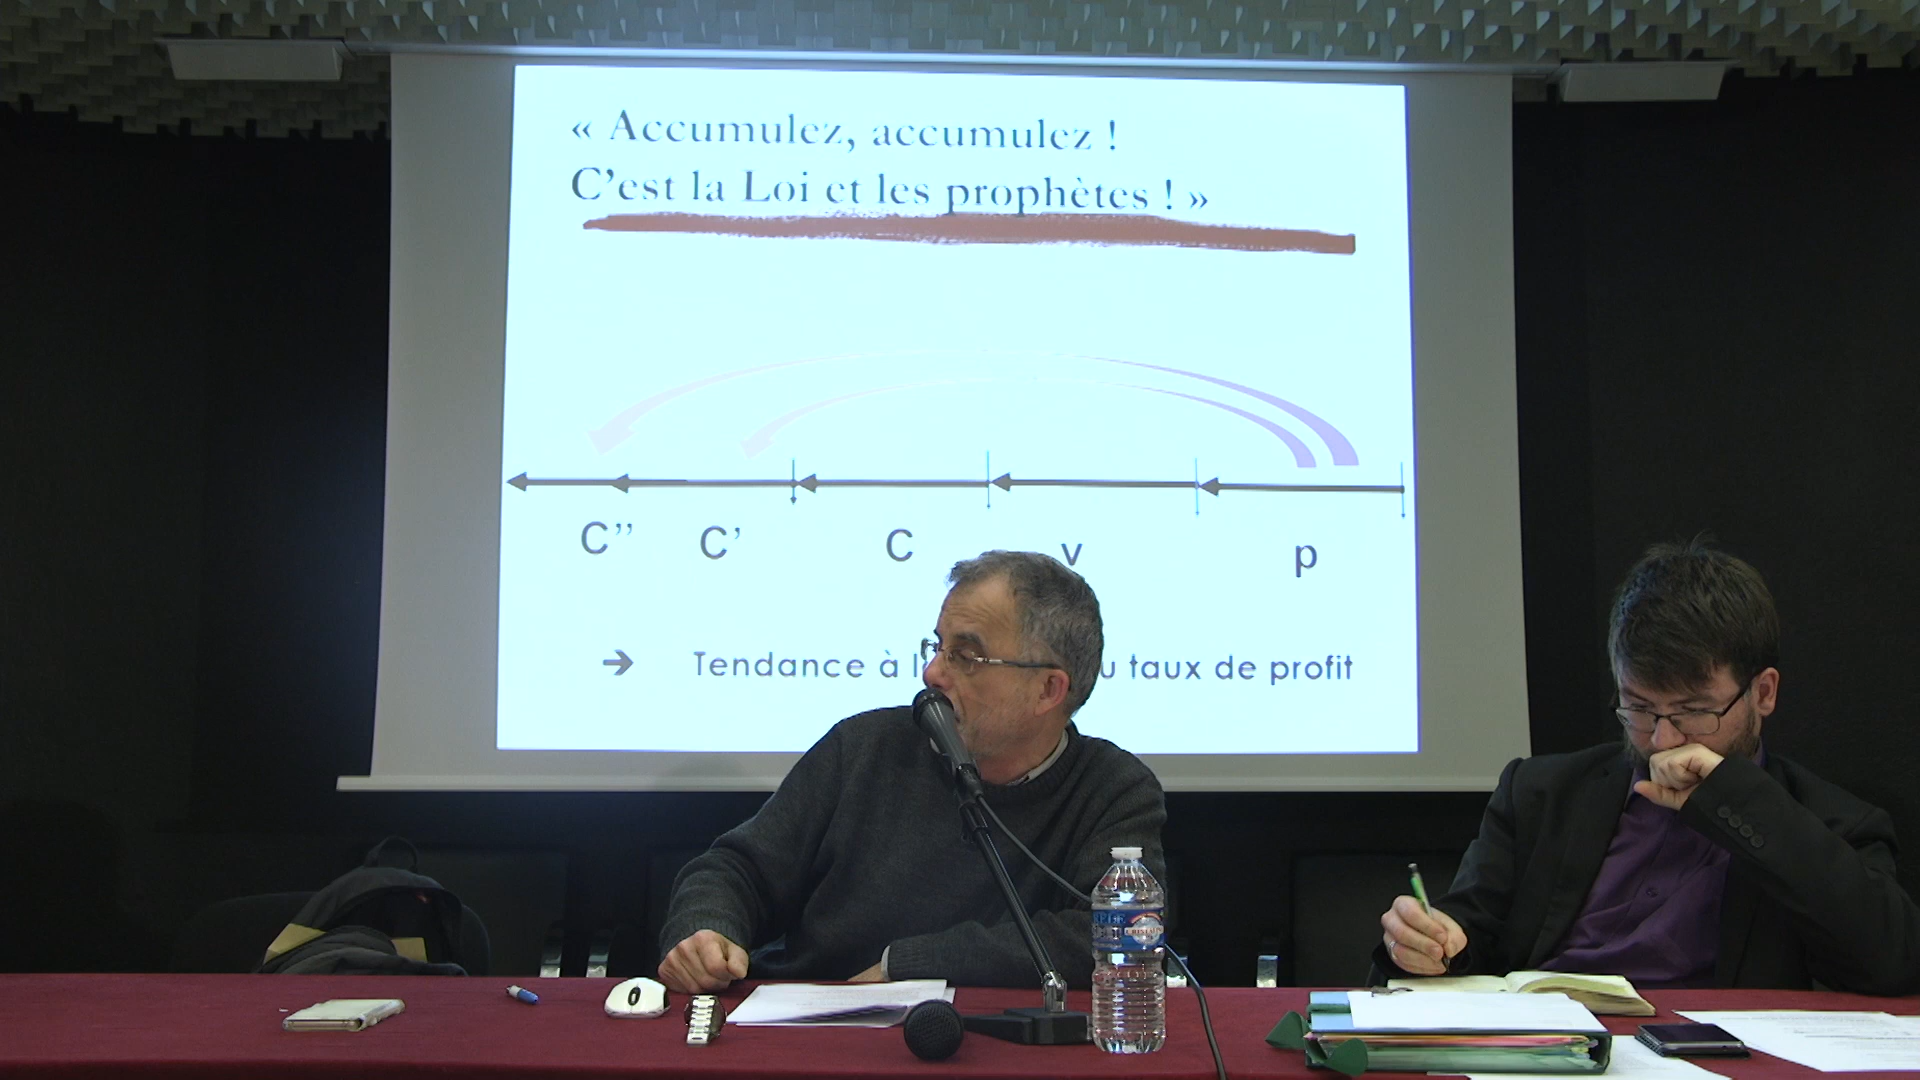 « Accumulez, accumulez !
C'est la Loi et les prophètes ! »
C'' C' C v p
➔ Tendance à l u taux de profit